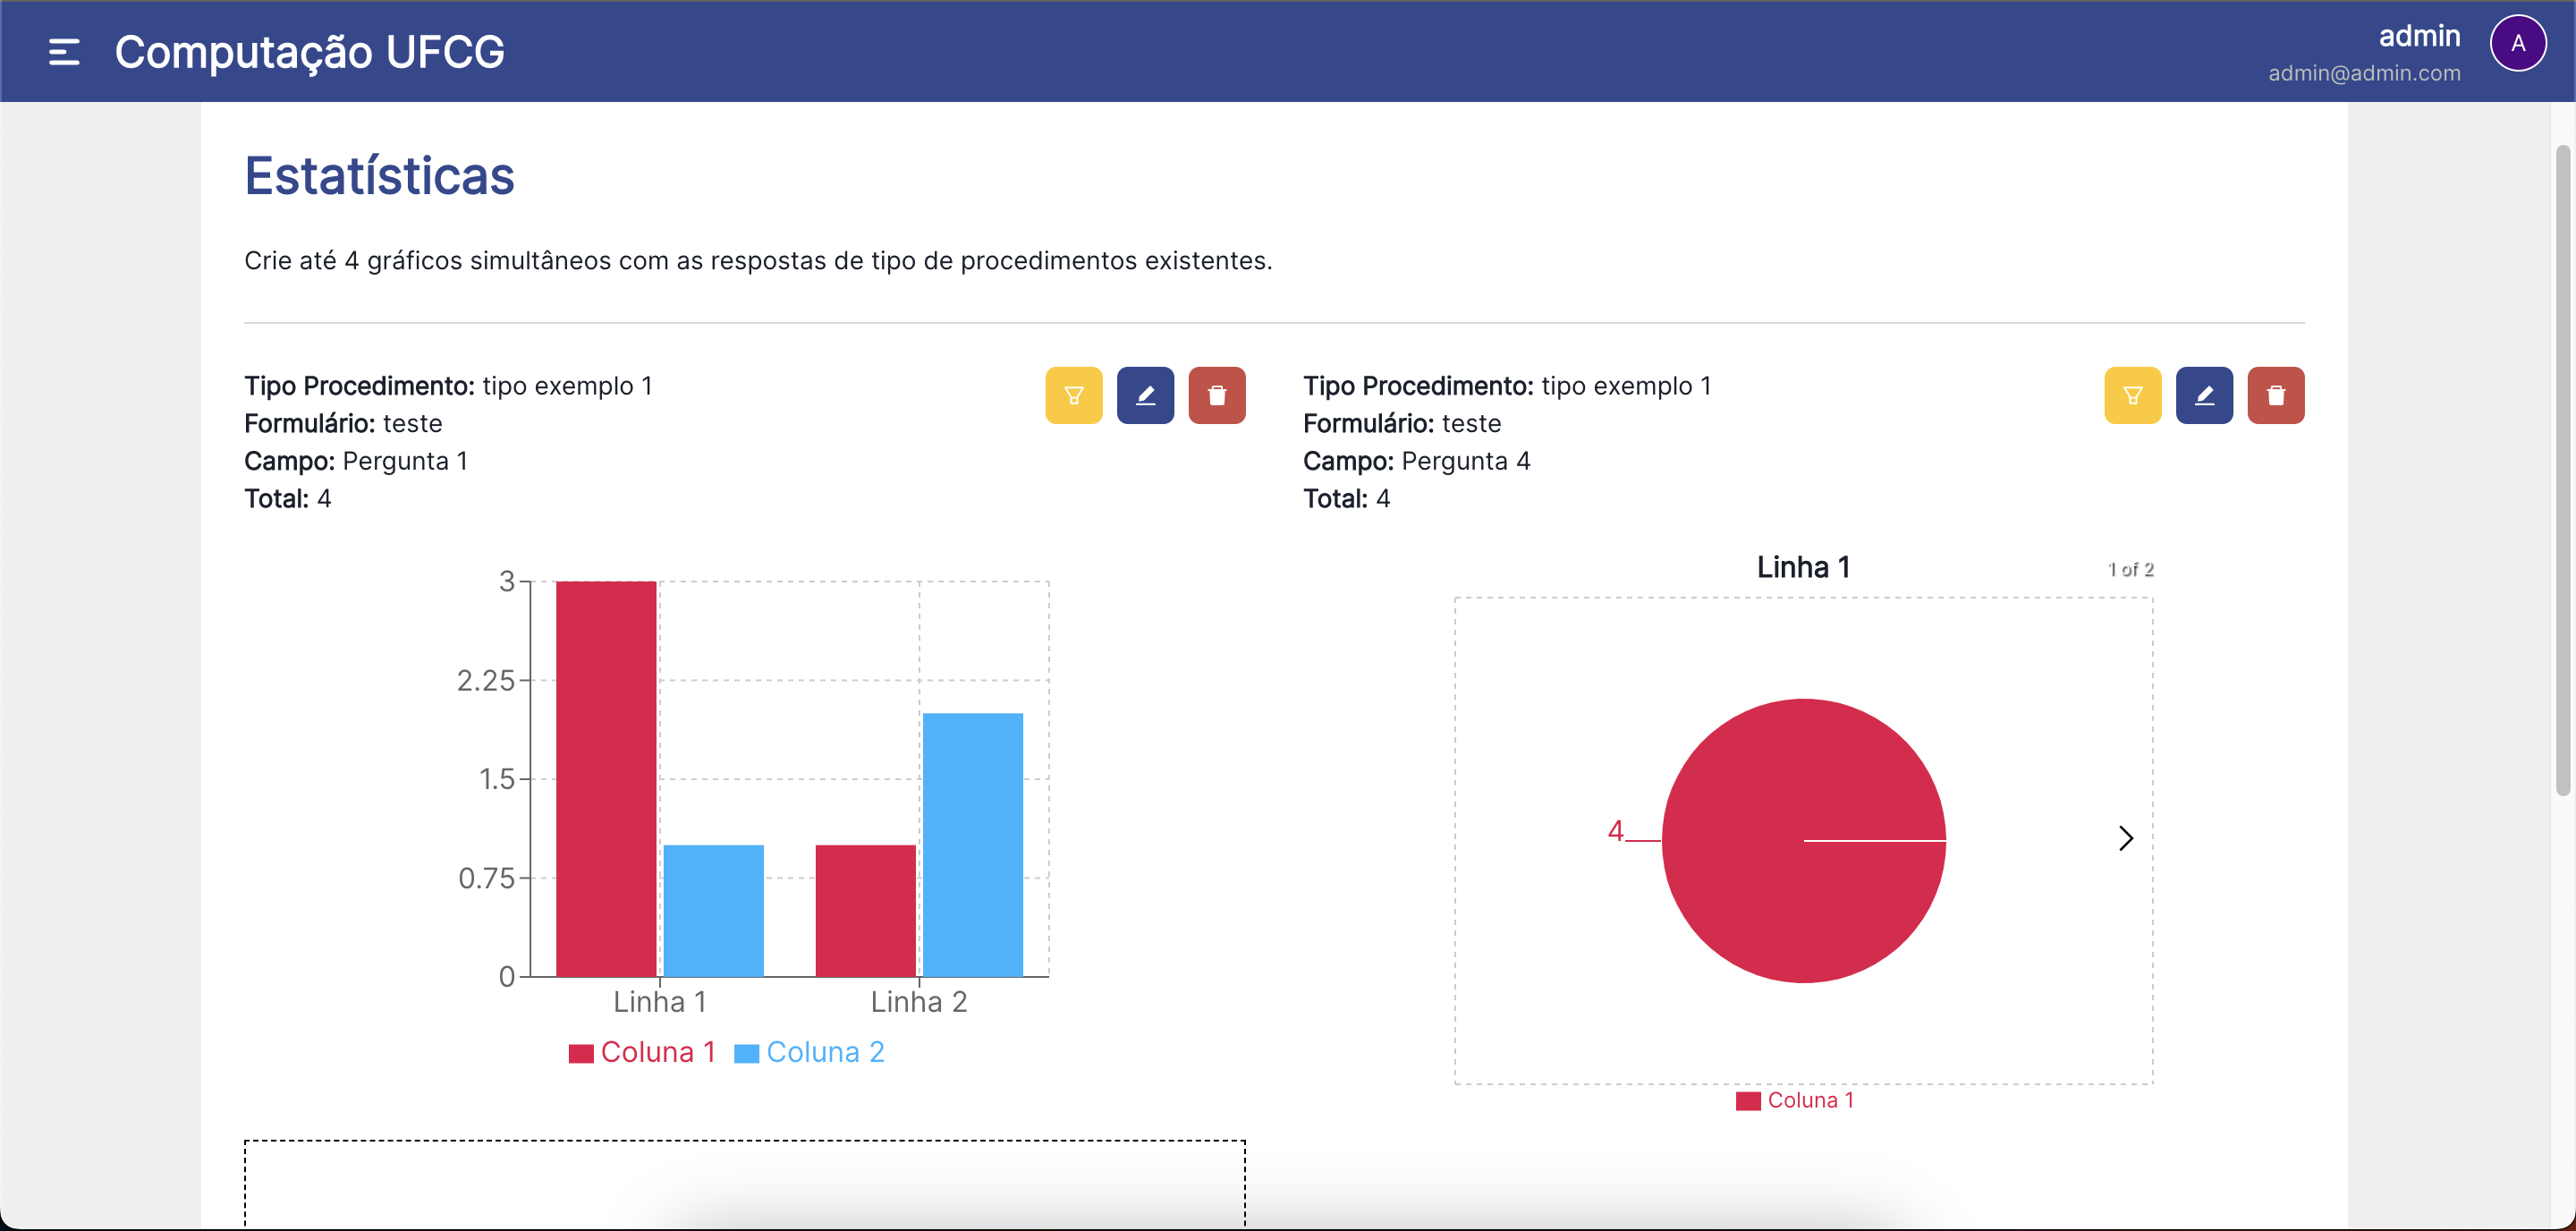 Computação UFCG
admin
admin@admin.com
A
Estatísticas
Crie até 4 gráficos simultâneos com as respostas de tipo de procedimentos existentes.
Tipo Procedimento: tipo exemplo 1
Formulário: teste
Campo: Pergunta 1
Total: 4
3
2.25
1.5
0.75
0
Linha 1 Linha 2
Coluna 1 Coluna 2
Tipo Procedimento: tipo exemplo 1
Formulário: teste
Campo: Pergunta 4
Total: 4
Linha 1
1 of 2
4
Coluna 1